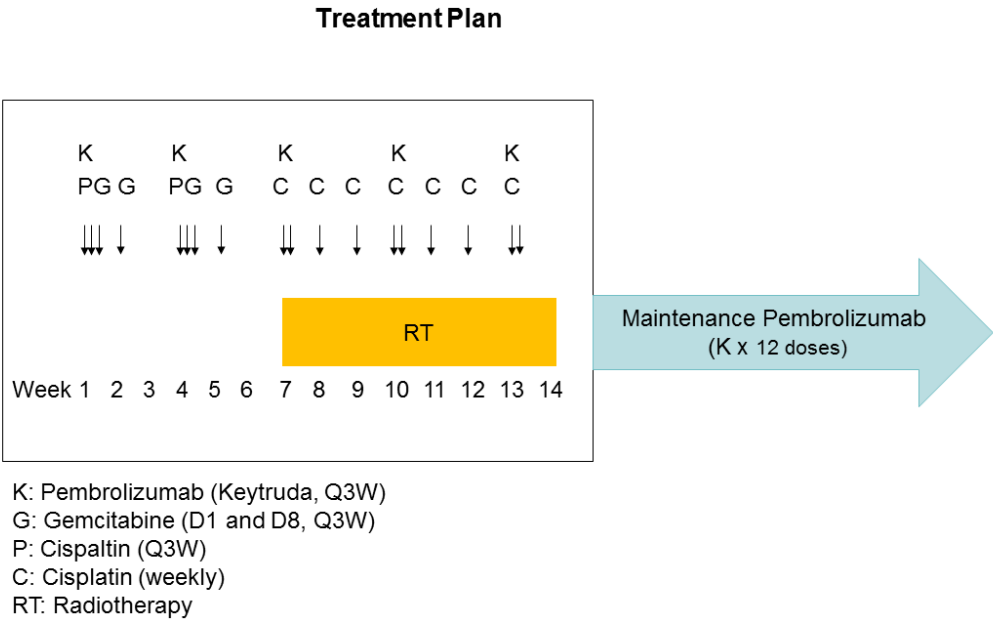 Treatment Plan
K K K K K
PG G PG G C C C C C C C
RT
Maintenance Pembrolizumab
(K x 12 doses)
Week 1 2 3 4 5 6 7 8 9 10 11 12 13 14
K: Pembrolizumab (Keytruda, Q3W)
G: Gemcitabine (D1 and D8, Q3W)
P: Cispaltin (Q3W)
C: Cisplatin (weekly)
RT: Radiotherapy